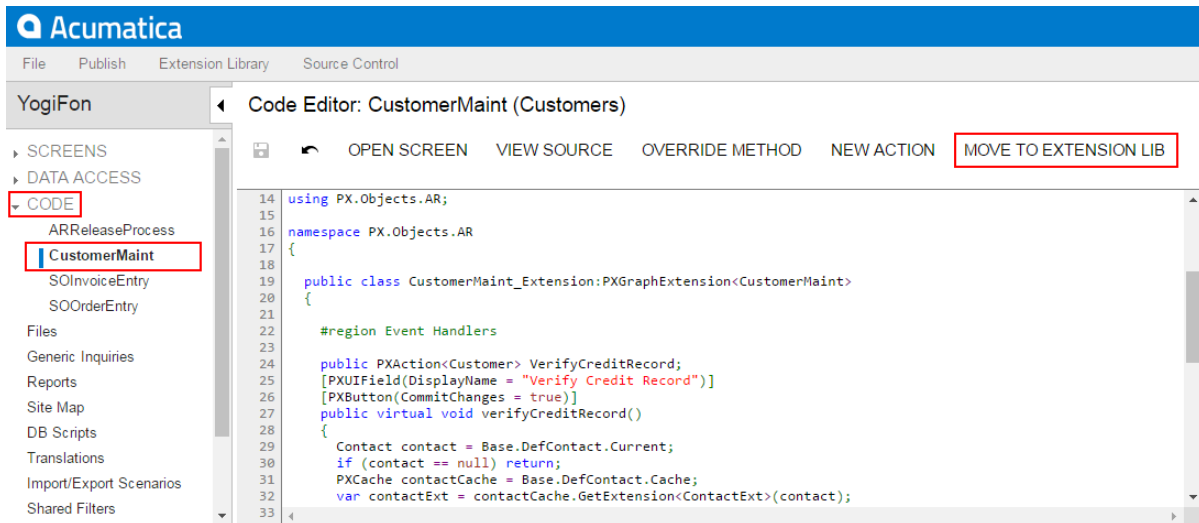 Acumatica
File Publish Extension Library Source Control
YogiFon
Code Editor: CustomerMaint (Customers)
SCREENS
DATA ACCESS
CODE
ARReleaseProcess
CustomerMaint
SOInvoiceEntry
SOOrderEntry
Files
Generic Inquiries
Reports
Site Map
DB Scripts
Translations
Import/Export Scenarios
Shared Filters
OPEN SCREEN VIEW SOURCE OVERRIDE METHOD NEW ACTION MOVE TO EXTENSION LIB
14 using PX.Objects.AR;
15
16 namespace PX.Objects.AR
17 {
18
19 public class CustomerMaint_Extension:PXGraphExtension<CustomerMaint>
20 {
21
22 #region Event Handlers
23
24 public PXAction<Customer> VerifyCreditRecord;
25 [PXUIField(DisplayName = "Verify Credit Record")]
26 [PXButton(CommitChanges = true)]
27 public virtual void verifyCreditRecord()
28 {
29 Contact contact = Base.DefContact.Current;
30 if (contact == null) return;
31 PXCache contactCache = Base.DefContact.Cache;
32 var contactExt = contactCache.GetExtension<ContactExt>(contact);
33